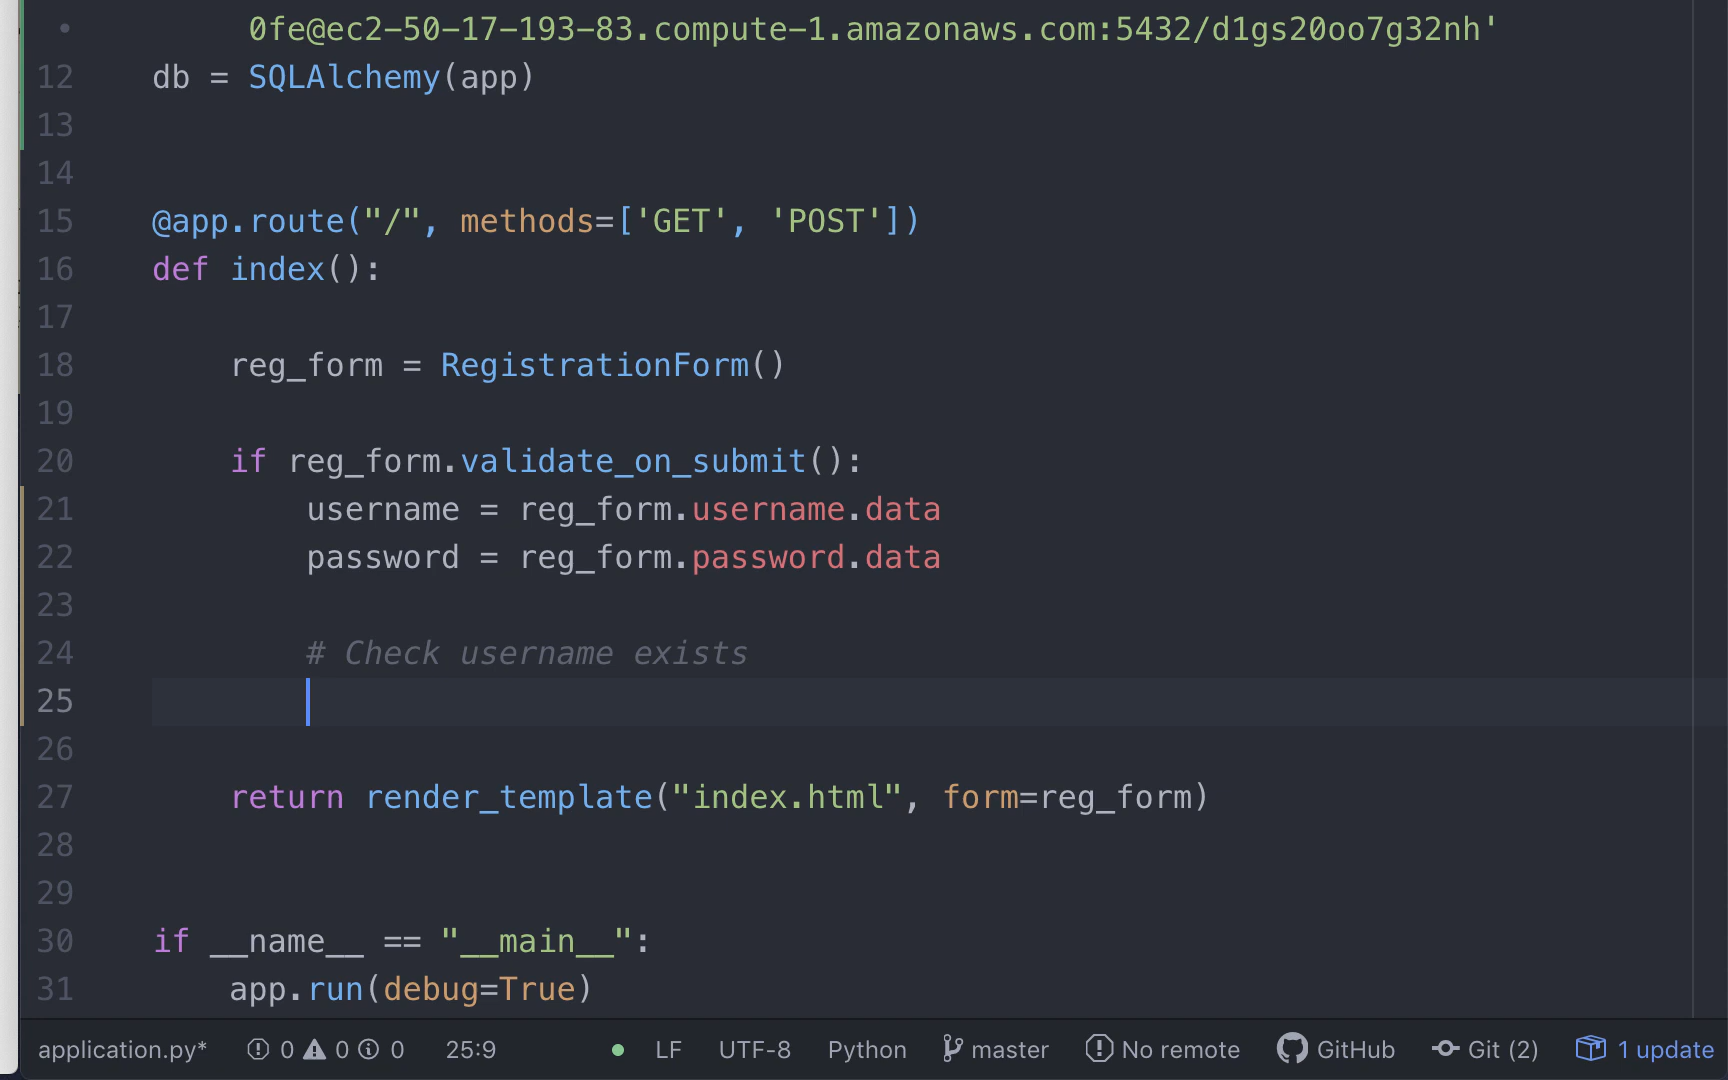 0fe@ec2-50-17-193-83.compute-1.amazonaws.com:5432/d1gs20oo7g32nh'
12 db = SQLAlchemy(app)
13
14
15 @app.route("/", methods=['GET', 'POST'])
16 def index():
17
18 reg_form = RegistrationForm()
19
20 if reg_form.validate_on_submit():
21 username = reg_form.username.data
22 password = reg_form.password.data
23
24 # Check username exists
25
26
27 return render_template("index.html", form=reg_form)
28
29
30 if __name__ == "__main__":
31 app.run(debug=True)
application.py* 0 0 0 25:9 LF UTF-8 Python master No remote GitHub Git (2) 1 update